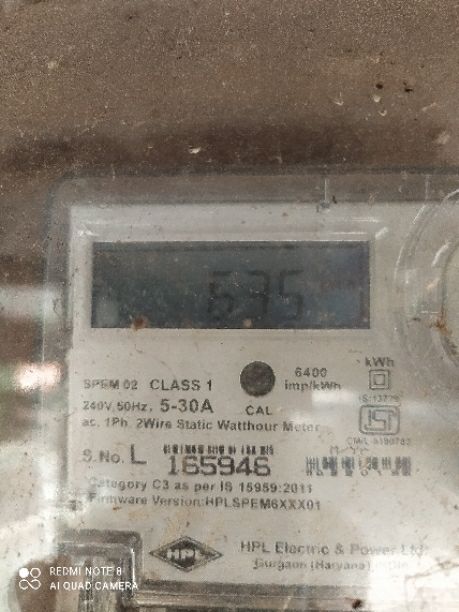 635
6400
imp/kWh
kWh
SPEM 02 CLASS 1
240V, 50Hz, 5-30A
CAL
IS:13779
ac. 1Ph. 2Wire Static Watthour Meter
S.No. L 165946
Category C3 as per IS 15959:2011
Firmware Version:HPLSPEM6XXX01
HPL
HPL Electric & Power Ltd.
Gurgaon (Haryana)
REDMI NOTE 8
AI QUAD CAMERA